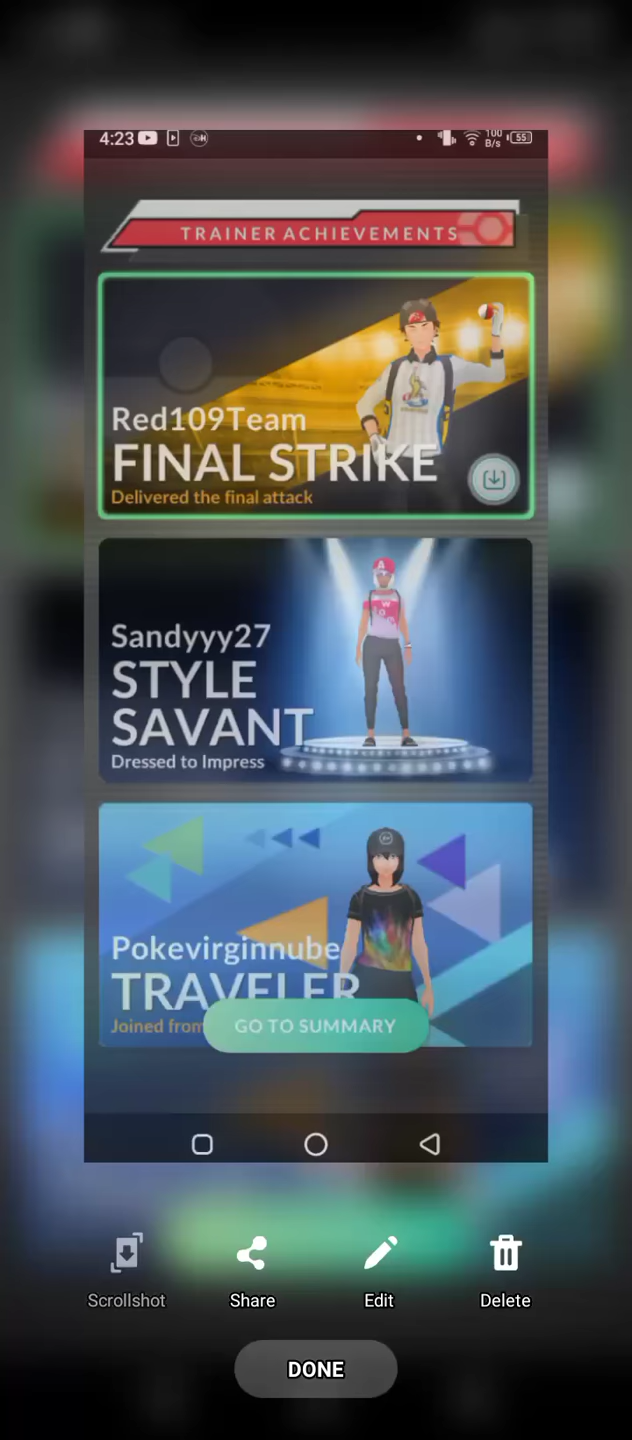 4:23
100
B/s
55
TRAINER ACHIEVEMENTS
Red109Team
FINAL STRIKE
Delivered the final attack
Sandyyy27
STYLE
SAVANT
Dressed to Impress
Pokevirginnube
TRAVELER
Joined from
GO TO SUMMARY
Scrollshot
Share
Edit
Delete
DONE